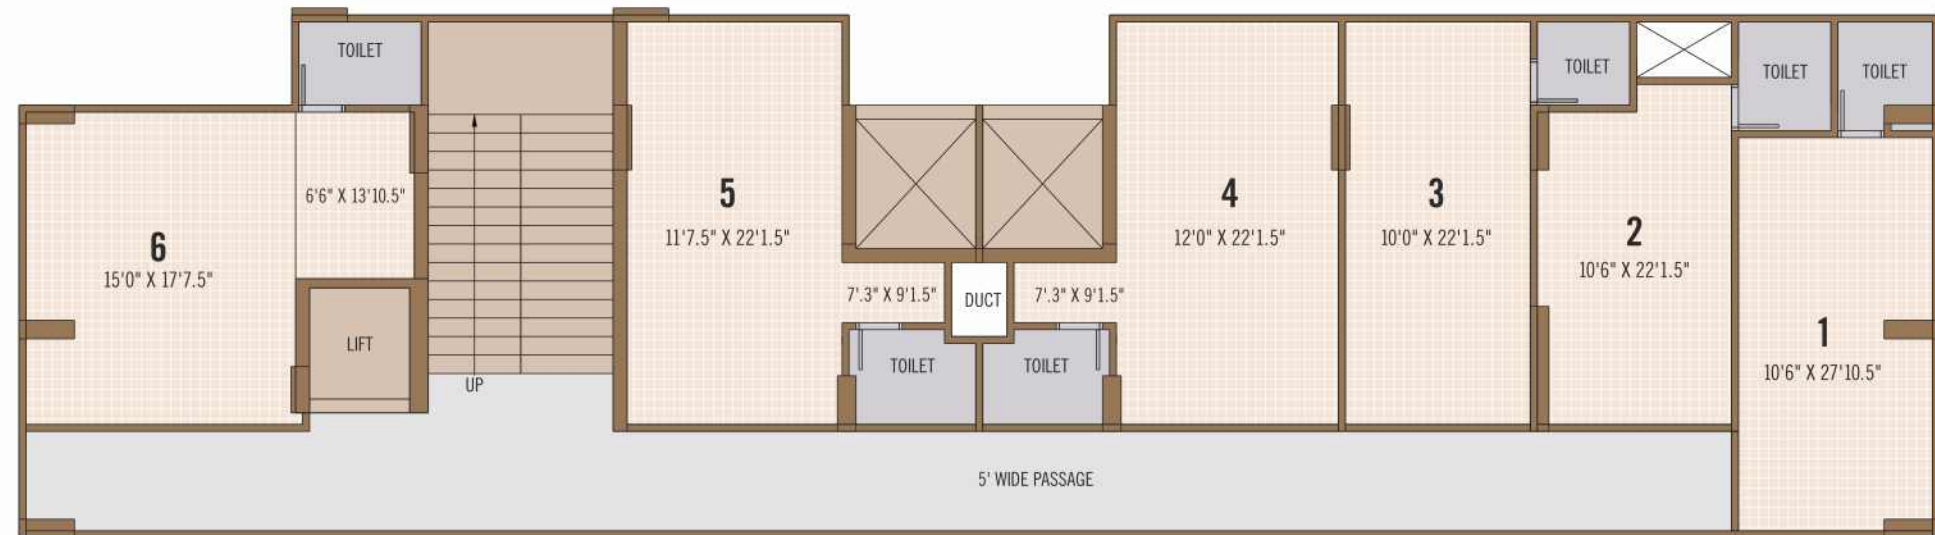 TOILET
TOILET
TOILET
TOILET
6'6" X 13'10.5"
6
15'0" X 17'7.5"
5
11'7.5" X 22'1.5"
4
12'0" X 22'1.5"
3
10'0" X 22'1.5"
2
10'6" X 22'1.5"
7'.3" X 9'1.5"
DUCT
7'.3" X 9'1.5"
LIFT
UP
TOILET
TOILET
1
10'6" X 27'10.5"
5' WIDE PASSAGE